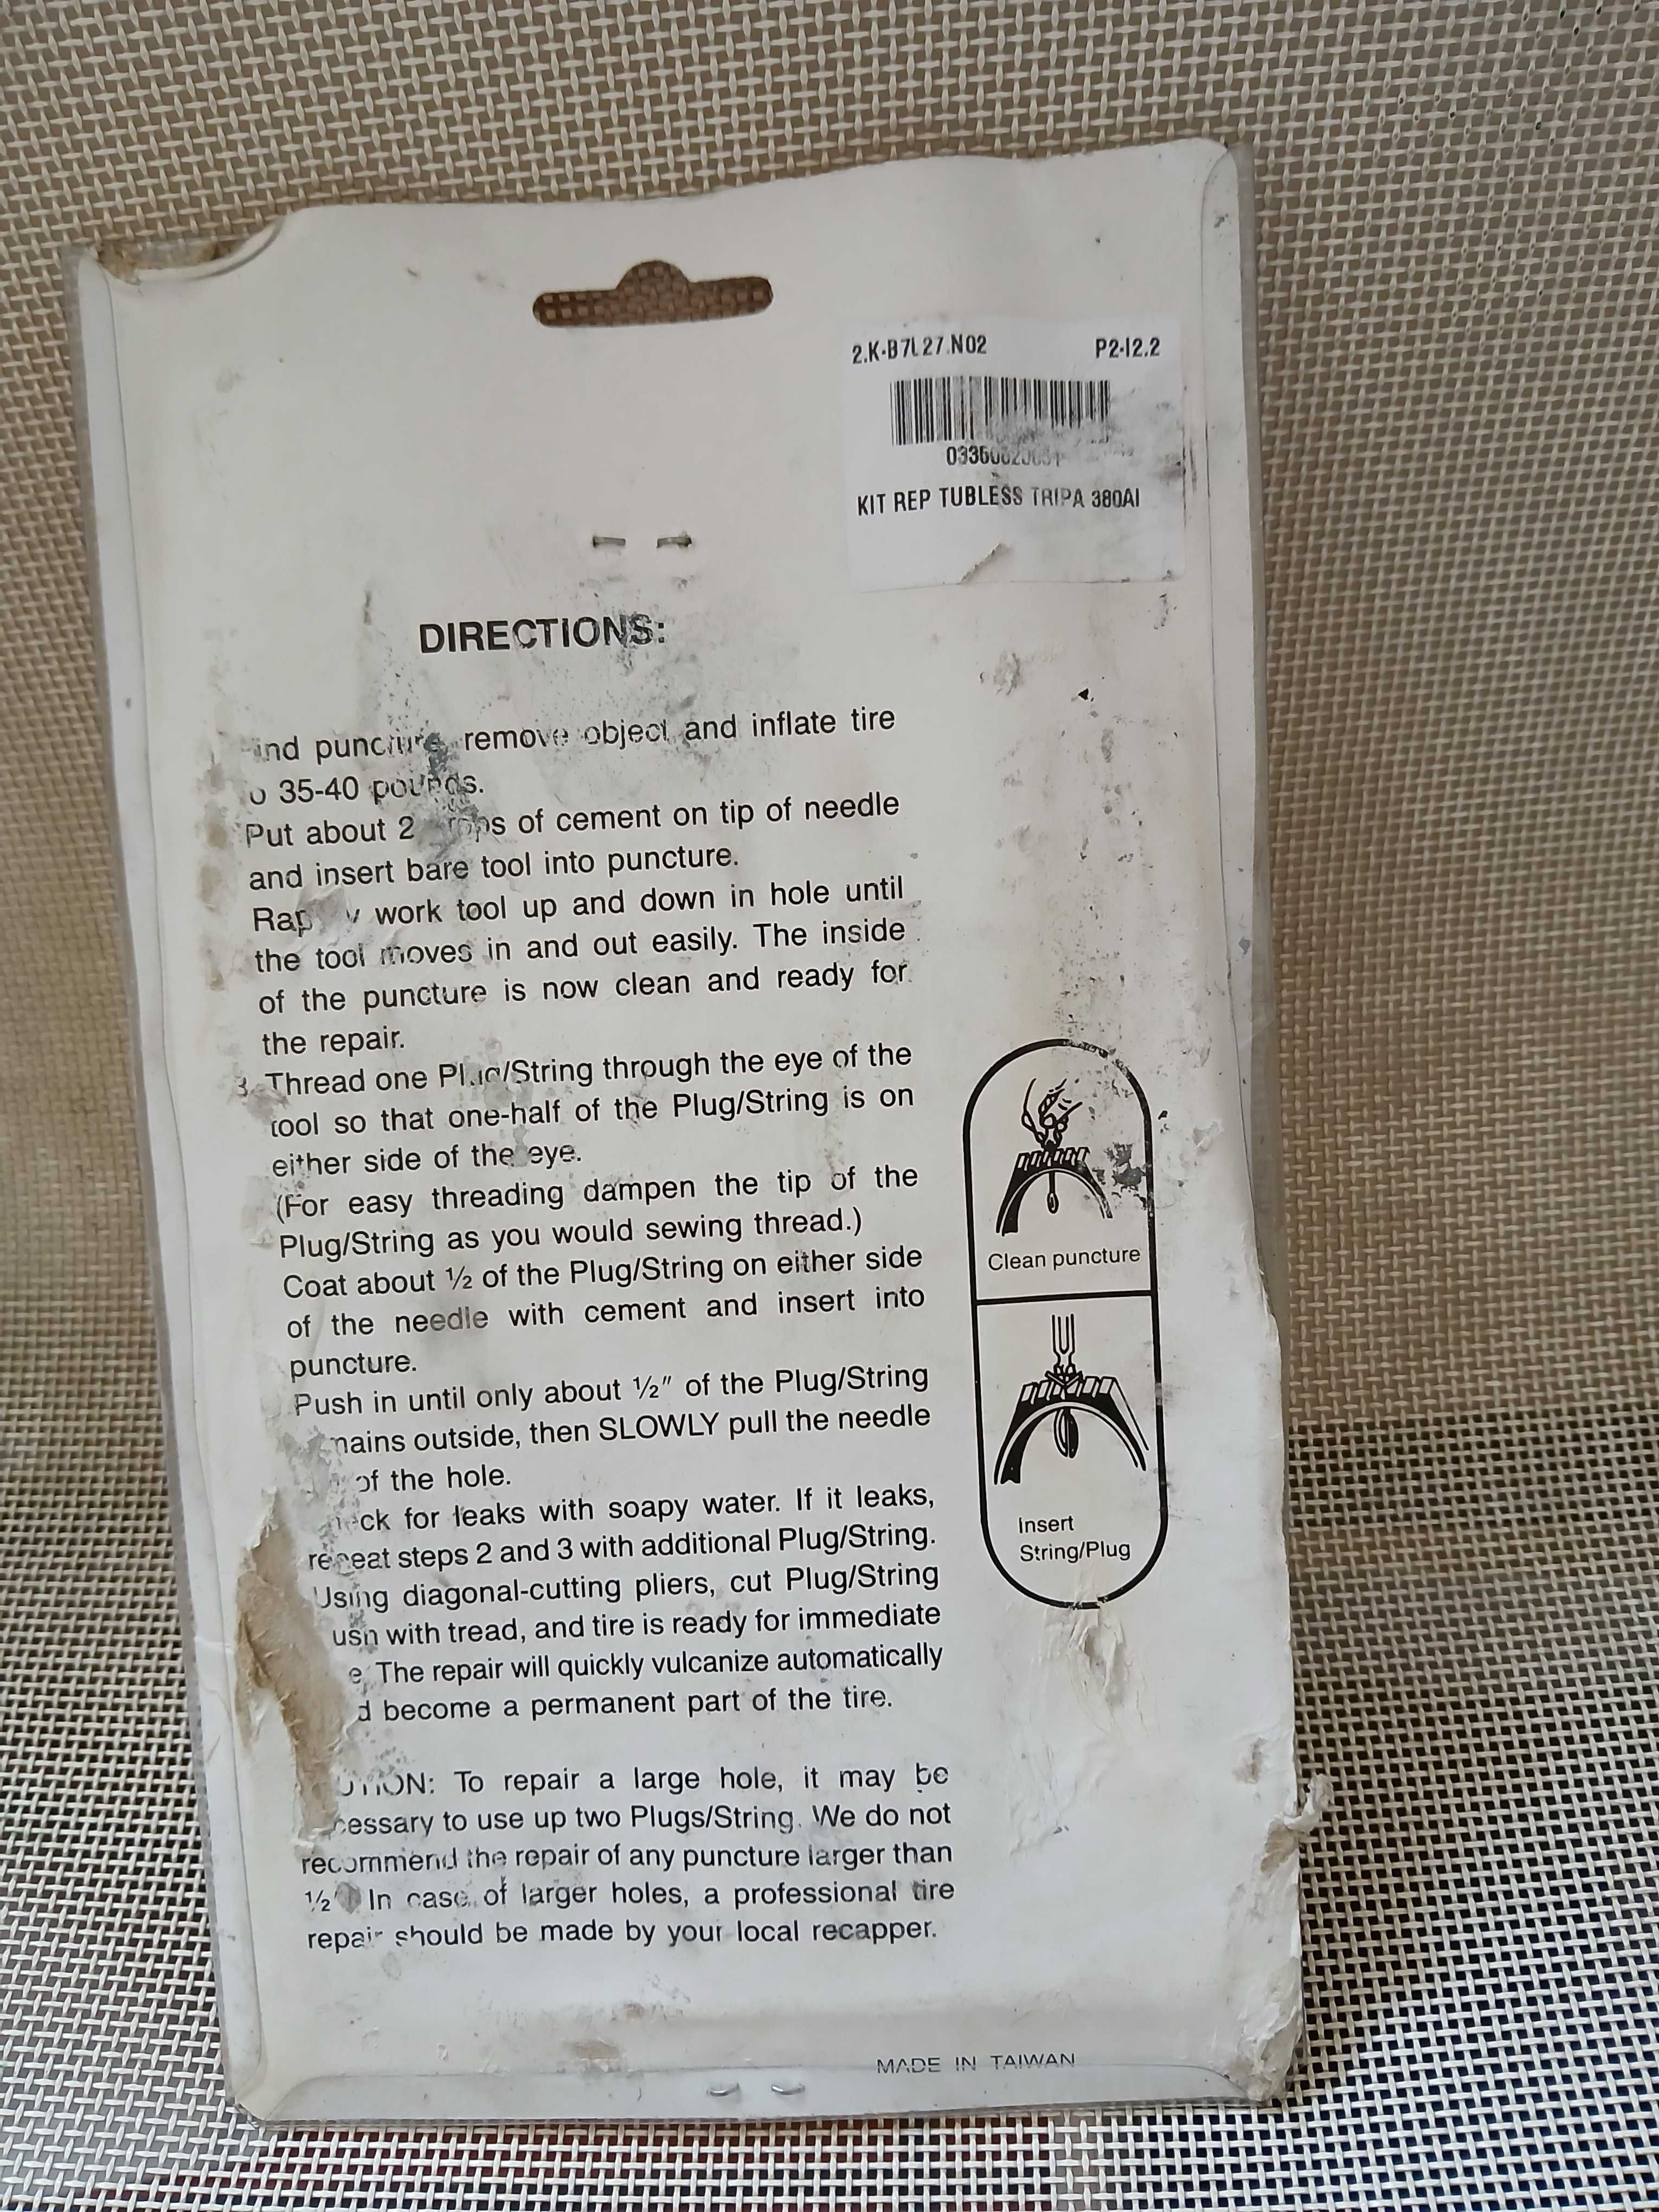 2.K-B7L27.N02 P2-I2.2
KIT REP TUBLESS TRIPA 380AI
DIRECTIONS:
puncture, remove object and inflate tire
35-40 pounds.
Put about 2 of cement on tip of needle
and insert bare tool into puncture.
work tool up and down in hole until
the tool moves in and out easily. The inside
of the puncture is now clean and ready for
the repair.
3. Thread one Plug/String through the eye of the
tool so that one-half of the Plug/String is on
either side of the eye.
(For easy threading dampen the tip of the
Plug/String as you would sewing thread.)
Coat about ½ of the Plug/String on either side
of the needle with cement and insert into
puncture.
Push in until only about ½" of the Plug/String
outside, then SLOWLY pull the needle
of the hole.
for leaks with soapy water. If it leaks,
repeat steps 2 and 3 with additional Plug/String.
Using diagonal-cutting pliers, cut Plug/String
with tread, and tire is ready for immediate
The repair will quickly vulcanize automatically
become a permanent part of the tire.
To repair a large hole, it may be
to use up two Plugs/String. We do not
recommend the repair of any puncture larger than
½" In case of larger holes, a professional tire
repair should be made by your local recapper.
Clean puncture
Insert
String/Plug
MADE IN TAIWAN